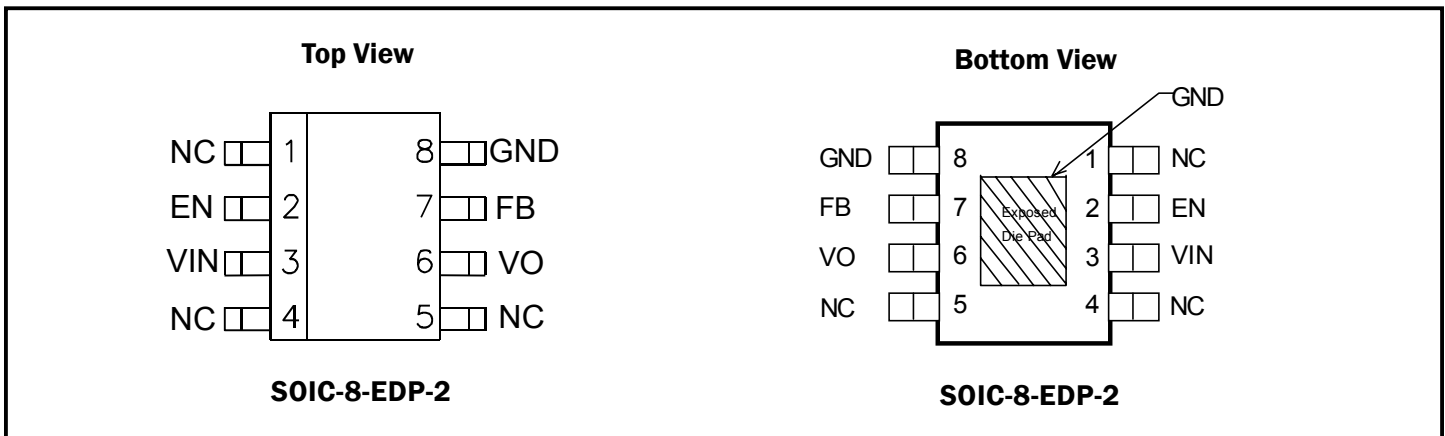 Top View
NC 1 8 GND
EN 2 7 FB
VIN 3 6 VO
NC 4 5 NC
SOIC-8-EDP-2
Bottom View
GND
GND 8 1 NC
FB 7 Exposed 2 EN
Die Pad
VO 6 3 VIN
NC 5 4 NC
SOIC-8-EDP-2